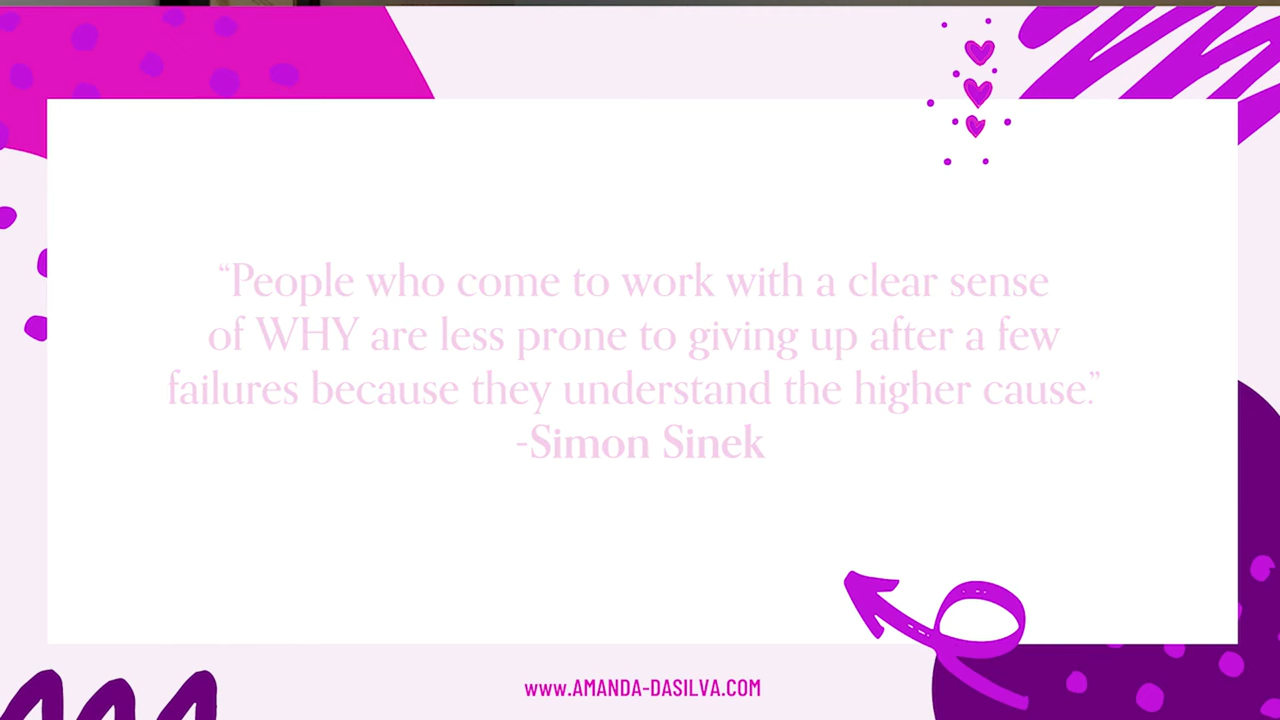 “People who come to work with a clear sense
of WHY are less prone to giving up after a few
failures because they understand the higher cause.”
-Simon Sinek
www.AMANDA-DASILVA.COM